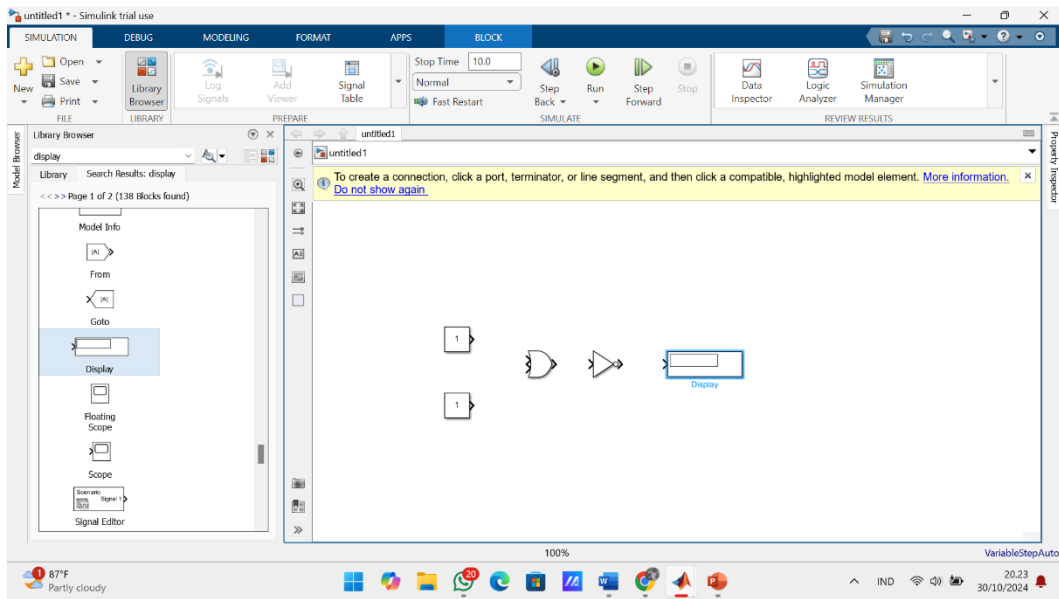 untitled1 * - Simulink trial use
SIMULATION DEBUG MODELING FORMAT APPS BLOCK
New
Open
Save
Print
FILE
Library Browser
LIBRARY
Log Signals
Add Viewer
Signal Table
PREPARE
Stop Time 10.0
Normal
Fast Restart
Step Back
Run
Step Forward
Stop
SIMULATE
Data Inspector
Logic Analyzer
Simulation Manager
REVIEW RESULTS
Model Browser
Library Browser
display
Library Search Results: display
<< >> Page 1 of 2 (138 Blocks found)
Model Info
[A]
From
[A]
Goto
Display
Floating
Scope
Scope
Scenario
Signal 1
Signal Editor
untitled1
untitled1
To create a connection, click a port, terminator, or line segment, and then click a compatible, highlighted model element. More information.
Do not show again
1
1
Display
Property Inspector
100%
VariableStepAuto
1
87°F
Partly cloudy
20
IND
20.23
30/10/2024